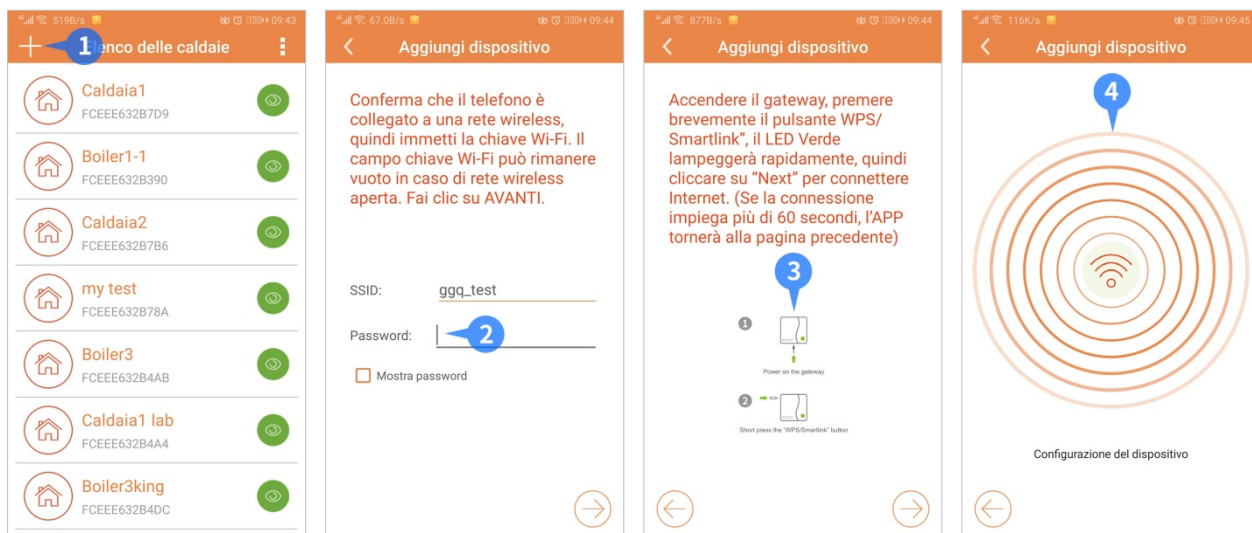 519B/s 100 09:43
1 Elenco delle caldaie
Caldaia1
FCEEE632B7D9
Boiler1-1
FCEEE632B390
Caldaia2
FCEEE632B7B6
my test
FCEEE632B78A
Boiler3
FCEEE632B4AB
Caldaia1 lab
FCEEE632B4A4
Boiler3king
FCEEE632B4DC
67.0B/s 100 09:44
Aggiungi dispositivo
Conferma che il telefono è
collegato a una rete wireless,
quindi immetti la chiave Wi-Fi. Il
campo chiave Wi-Fi può rimanere
vuoto in caso di rete wireless
aperta. Fai clic su AVANTI.
SSID: ggq_test
Password: 2
Mostra password
877B/s 100 09:44
Aggiungi dispositivo
Accendere il gateway, premere
brevemente il pulsante WPS/
Smartlink”, il LED Verde
lampeggerà rapidamente, quindi
cliccare su “Next” per connettere
Internet. (Se la connessione
impiega più di 60 secondi, l’APP
tornerà alla pagina precedente)
3
1
Power on the gateway
2
Short press the "WPS/Smartlink" button
116K/s 100 09:45
Aggiungi dispositivo
4
Configurazione del dispositivo